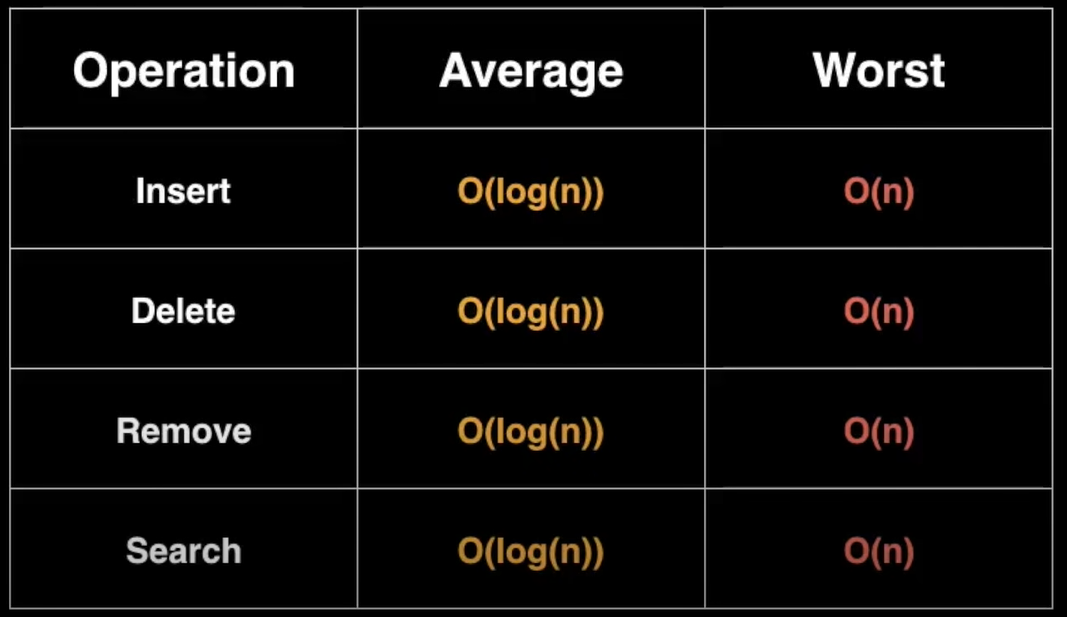 Operation Average Worst
Insert O(log(n)) O(n)
Delete O(log(n)) O(n)
Remove O(log(n)) O(n)
Search O(log(n)) O(n)